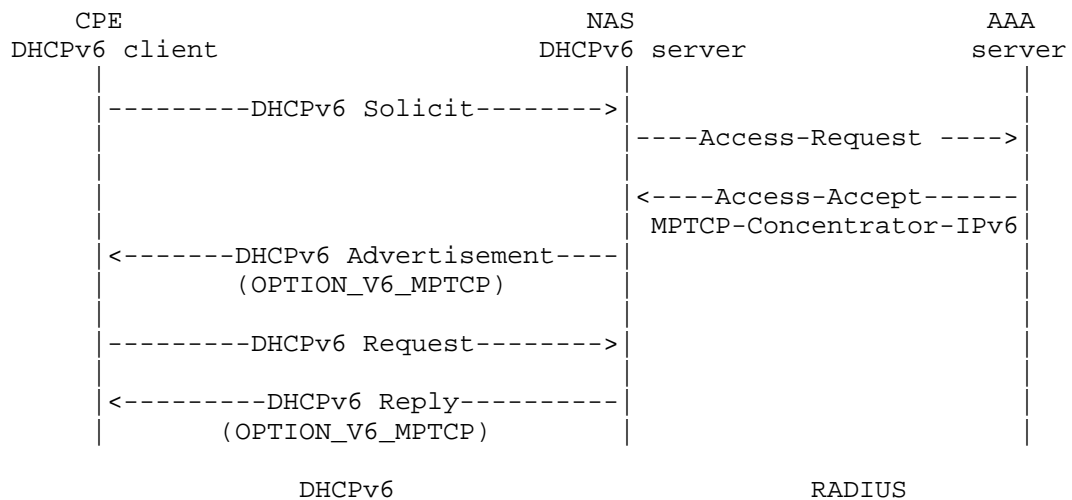 CPE NAS AAA
DHCPv6 client DHCPv6 server server
|---------DHCPv6 Solicit-------->|
|----Access-Request ---->|
|<----Access-Accept------|
MPTCP-Concentrator-IPv6
|<-------DHCPv6 Advertisement----|
(OPTION_V6_MPTCP)
|---------DHCPv6 Request-------->|
|<---------DHCPv6 Reply----------|
(OPTION_V6_MPTCP)
DHCPv6 RADIUS